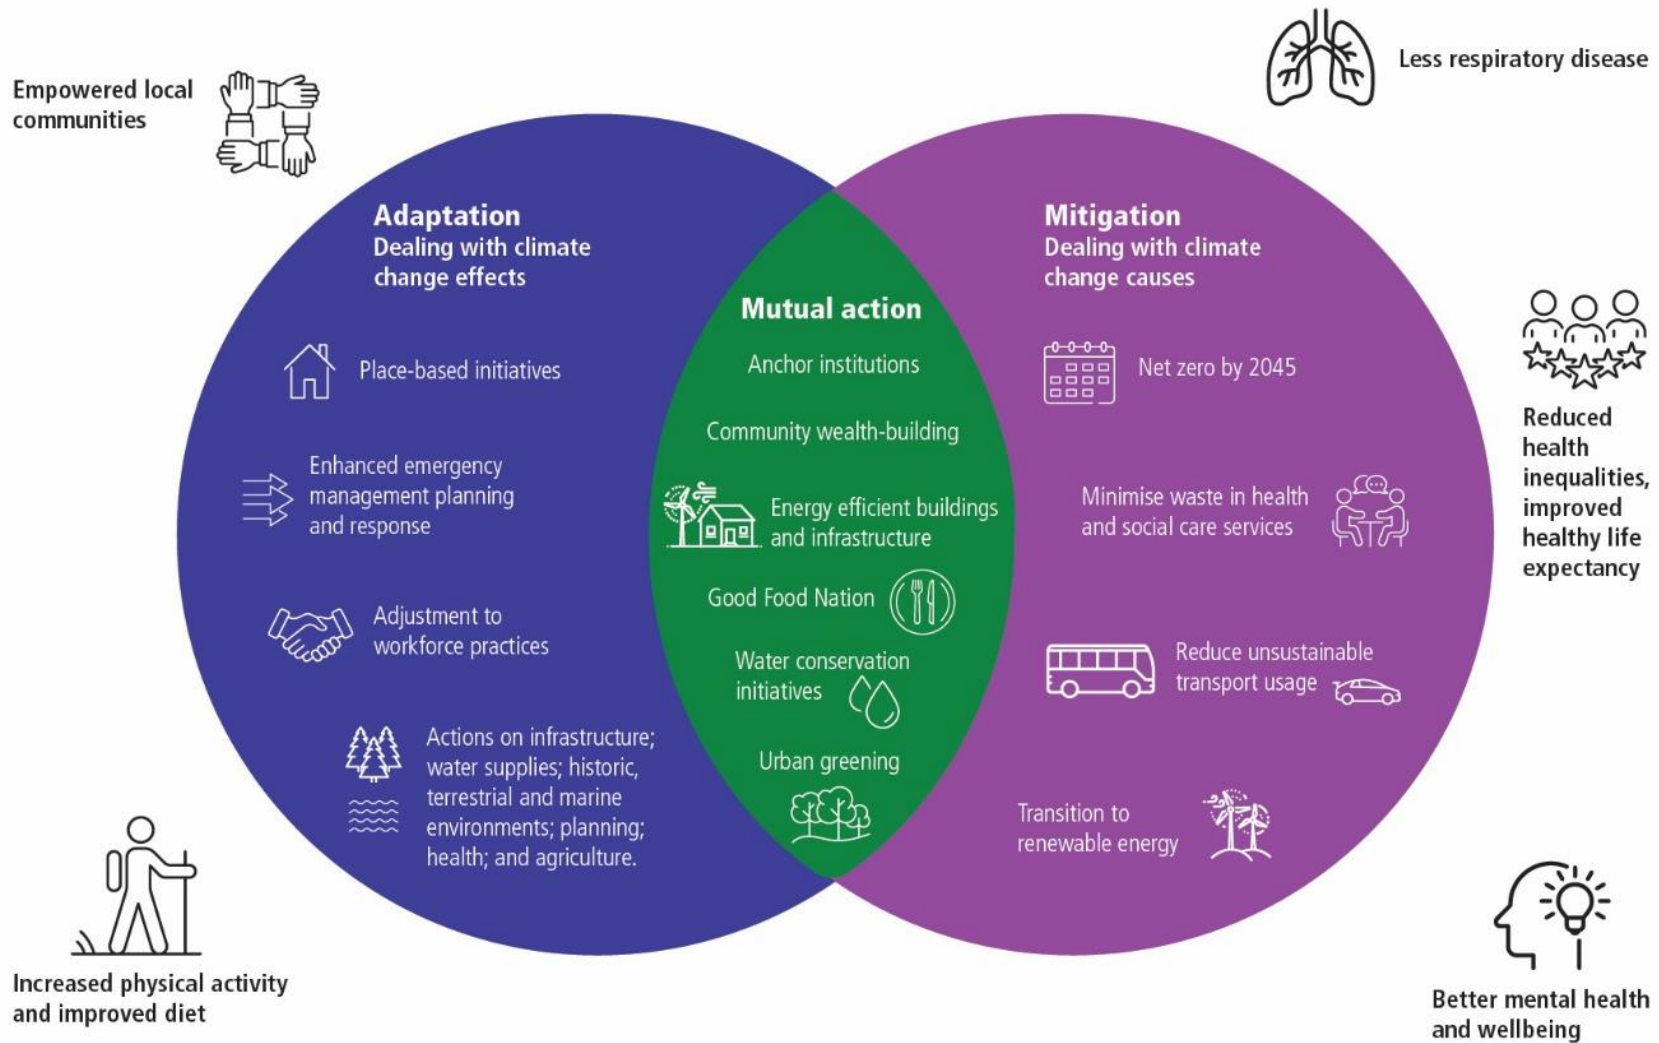 Empowered local
communities
Less respiratory disease
Adaptation
Dealing with climate
change effects
Place-based initiatives
Enhanced emergency
management planning
and response
Adjustment to
workforce practices
Actions on infrastructure;
water supplies; historic,
terrestrial and marine
environments; planning;
health; and agriculture.
Mutual action
Anchor institutions
Community wealth-building
Energy efficient buildings
and infrastructure
Good Food Nation
Water conservation
initiatives
Urban greening
Mitigation
Dealing with climate
change causes
Net zero by 2045
Minimise waste in health
and social care services
Reduce unsustainable
transport usage
Transition to
renewable energy
Reduced
health
inequalities,
improved
healthy life
expectancy
Increased physical activity
and improved diet
Better mental health
and wellbeing